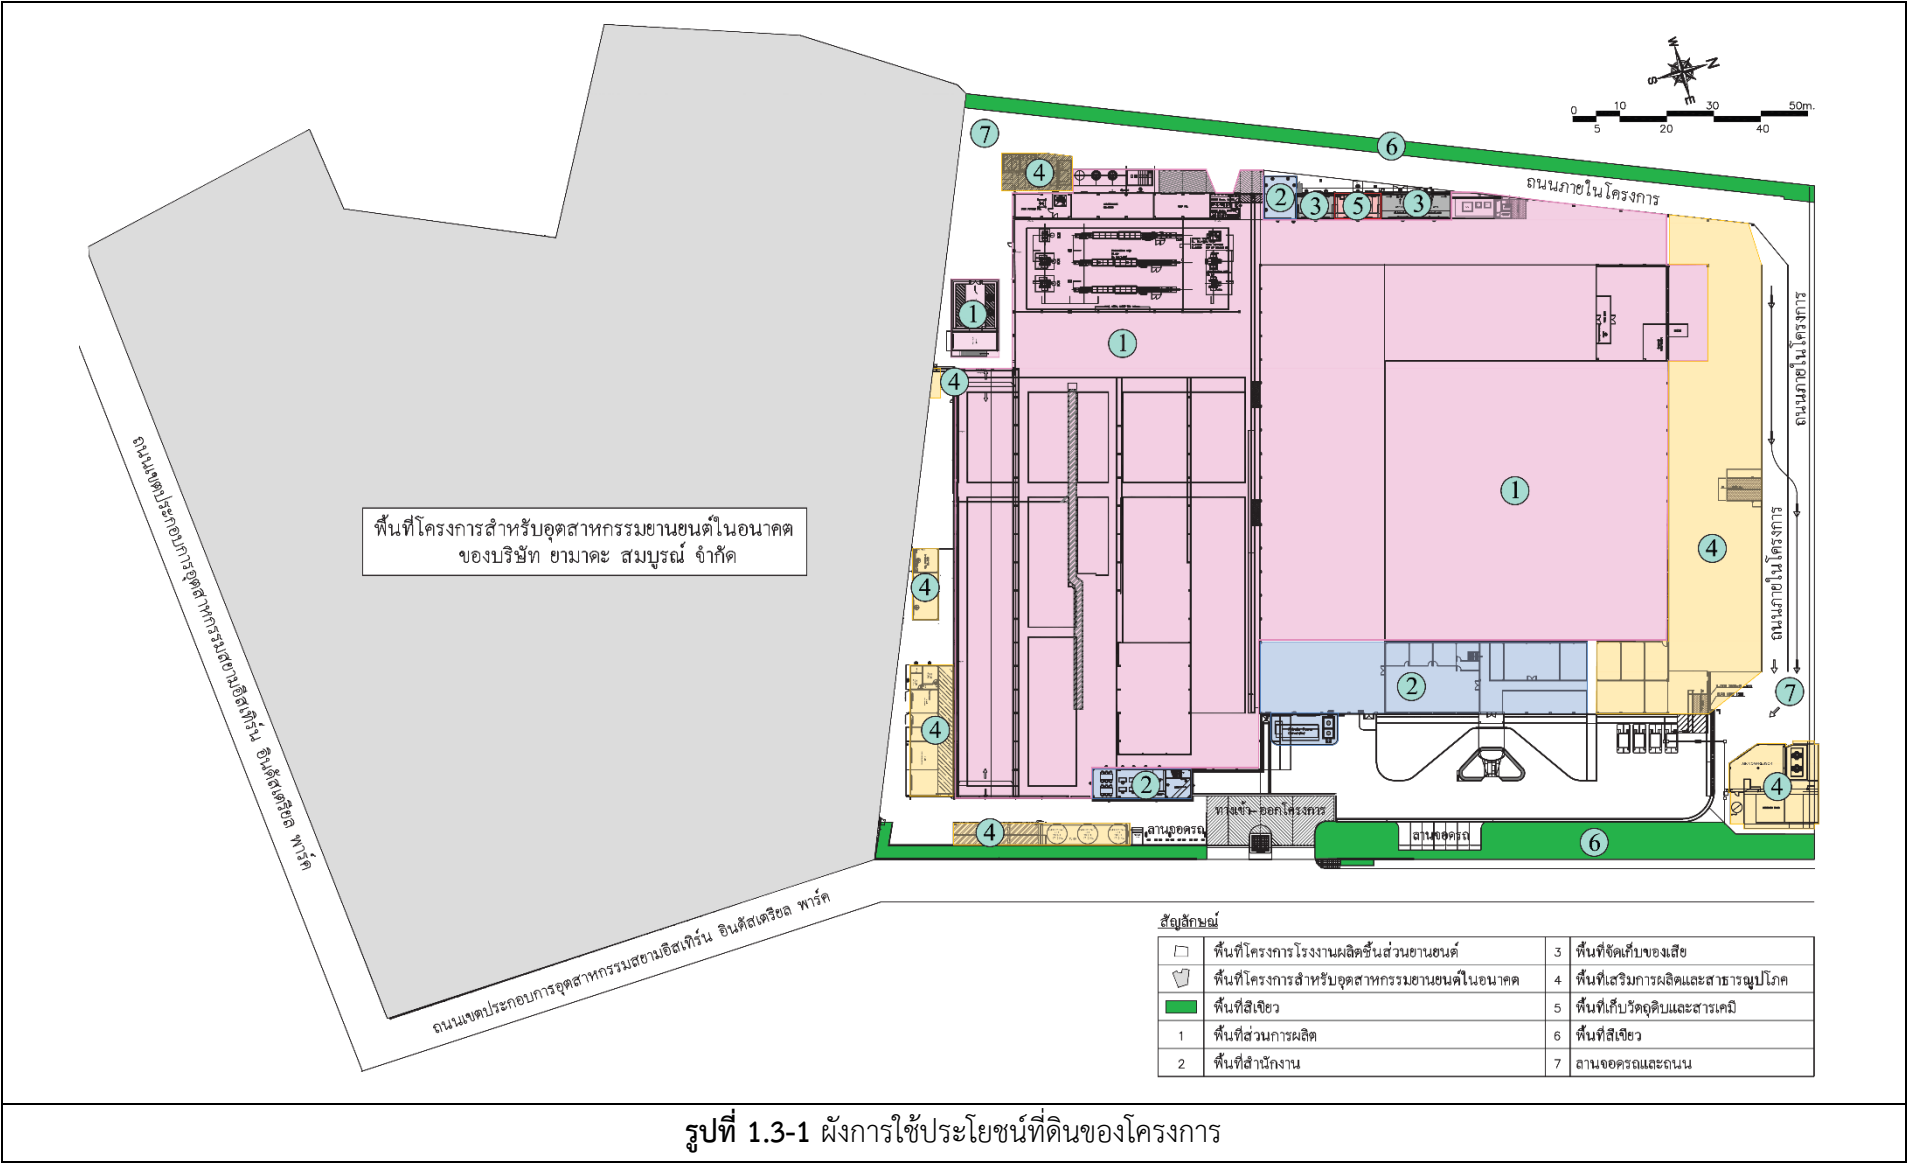 W
N
S
E
0 10 30 50m.
5 20 40
7
6
4
ถนนภายในโครงการ
2
3
5
3
1
1
ถนนภายในโครงการ
4
ถนนเขตประกอบการอุตสาหกรรมสยามอีสเทิร์น อินดัสเตรียล พาร์ค
1
พื้นที่โครงการสำหรับอุตสาหกรรมยานยนต์ในอนาคต
ของบริษัท ยามาดะ สมบูรณ์ จำกัด
4
ถนนภายในโครงการ
4
2
7
4
2
4
ทางเข้า-ออกโครงการ
4
ลานจอดรถ
ลานจอดรถ
6
ถนนเขตประกอบการอุตสาหกรรมสยามอีสเทิร์น อินดัสเตรียล พาร์ค
สัญลักษณ์
พื้นที่โครงการโรงงานผลิตชิ้นส่วนยานยนต์
3 พื้นที่จัดเก็บของเสีย
พื้นที่โครงการสำหรับอุตสาหกรรมยานยนต์ในอนาคต
4 พื้นที่เสริมการผลิตและสาธารณูปโภค
พื้นที่สีเขียว
5 พื้นที่เก็บวัตถุดิบและสารเคมี
1 พื้นที่ส่วนการผลิต
6 พื้นที่สีเขียว
2 พื้นที่สำนักงาน
7 ลานจอดรถและถนน
รูปที่ 1.3-1 ผังการใช้ประโยชน์ที่ดินของโครงการ